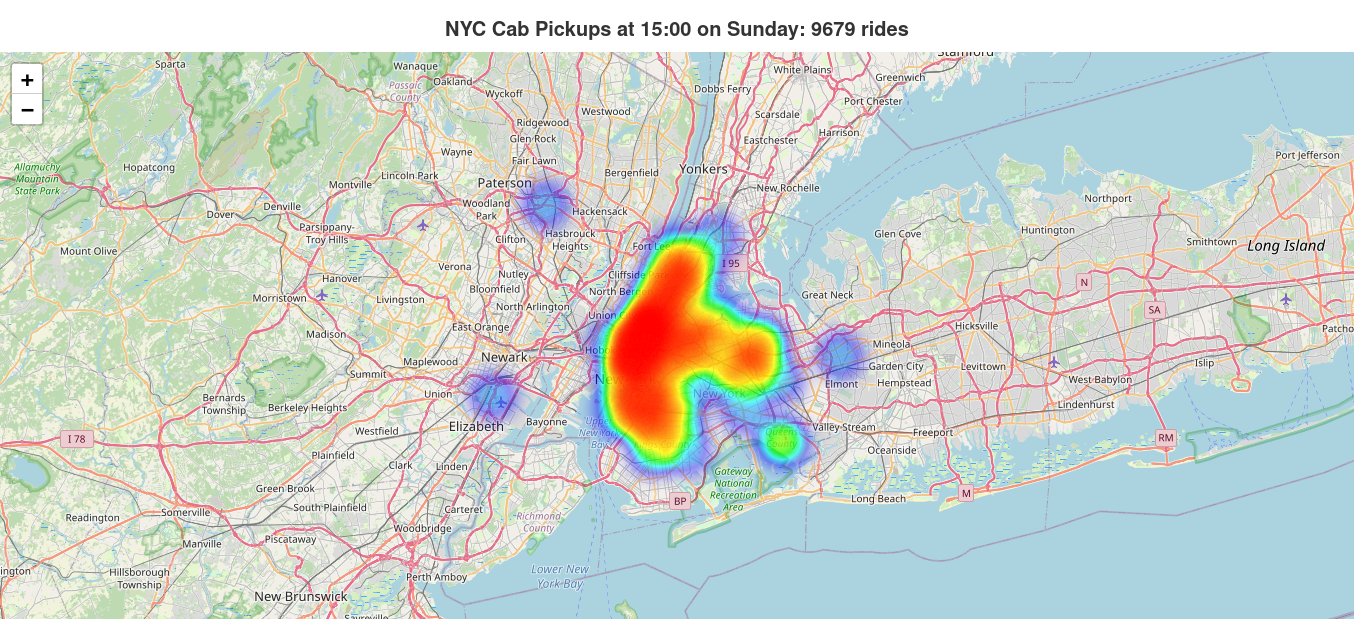 NYC Cab Pickups at 15:00 on Sunday: 9679 rides
+
−
Sparta
Wanaque
Oakland
Passaic
County
Wyckoff
Dobbs Ferry
White Plains
Stamford
Greenwich
Port Chester
Westwood
Scarsdale
Ridgewood
Glen Rock
Eastchester
Harrison
Allamuchy
Mountain
State Park
Hopatcong
Wayne
Fair Lawn
Lincoln Park
Bergenfield
Yonkers
Port Jefferson
Montville
Paterson
New Rochelle
Northport
Dover
Denville
Woodland
Park
Hackensack
Parsippany-
Troy Hills
Clifton
Hasbrouck
Heights
Fort Lee
Glen Cove
Huntington
Smithtown
Long Island
Mount Olive
Verona
I 95
Hanover
Nutley
Bloomfield
Cliffside Park
N
Morristown
Livingston
North Arlington
North Ber
Great Neck
SA
Madison
East Orange
Union C
Hicksville
Patcho
Newark
Hobo
Mineola
Maplewood
Garden City
Levittown
Islip
Summit
Elmont
Hempstead
West Babylon
Bernards
Township
Berkeley Heights
Union
New
New York
Lindenhurst
Elizabeth
Bayonne
Upper
New York
Bay
Valley Stream
Freeport
I 78
Westfield
Queens
County
RM
Plainfield
Oceanside
Clark
Linden
Gateway
National
Recreation
Area
Green Brook
BP
Long Beach
M
South Plainfield
Carteret
Readington
Somerville
Richmond
County
Woodbridge
Manville
Piscataway
ington
Hillsborough
Township
Perth Amboy
Lower New
York Bay
New Brunswick
Sayreville